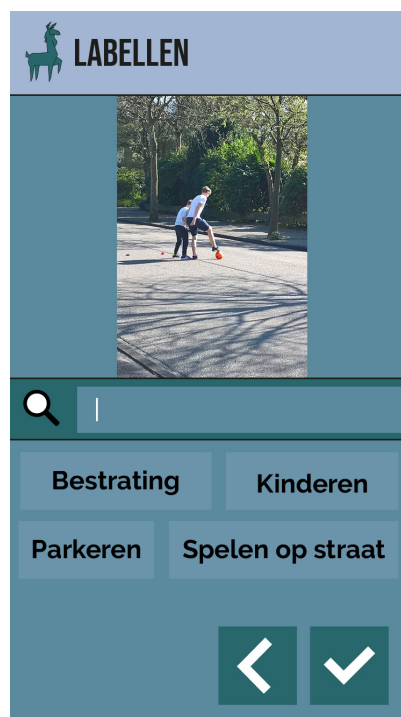 LABELLEN
Bestrating
Kinderen
Parkeren
Spelen op straat